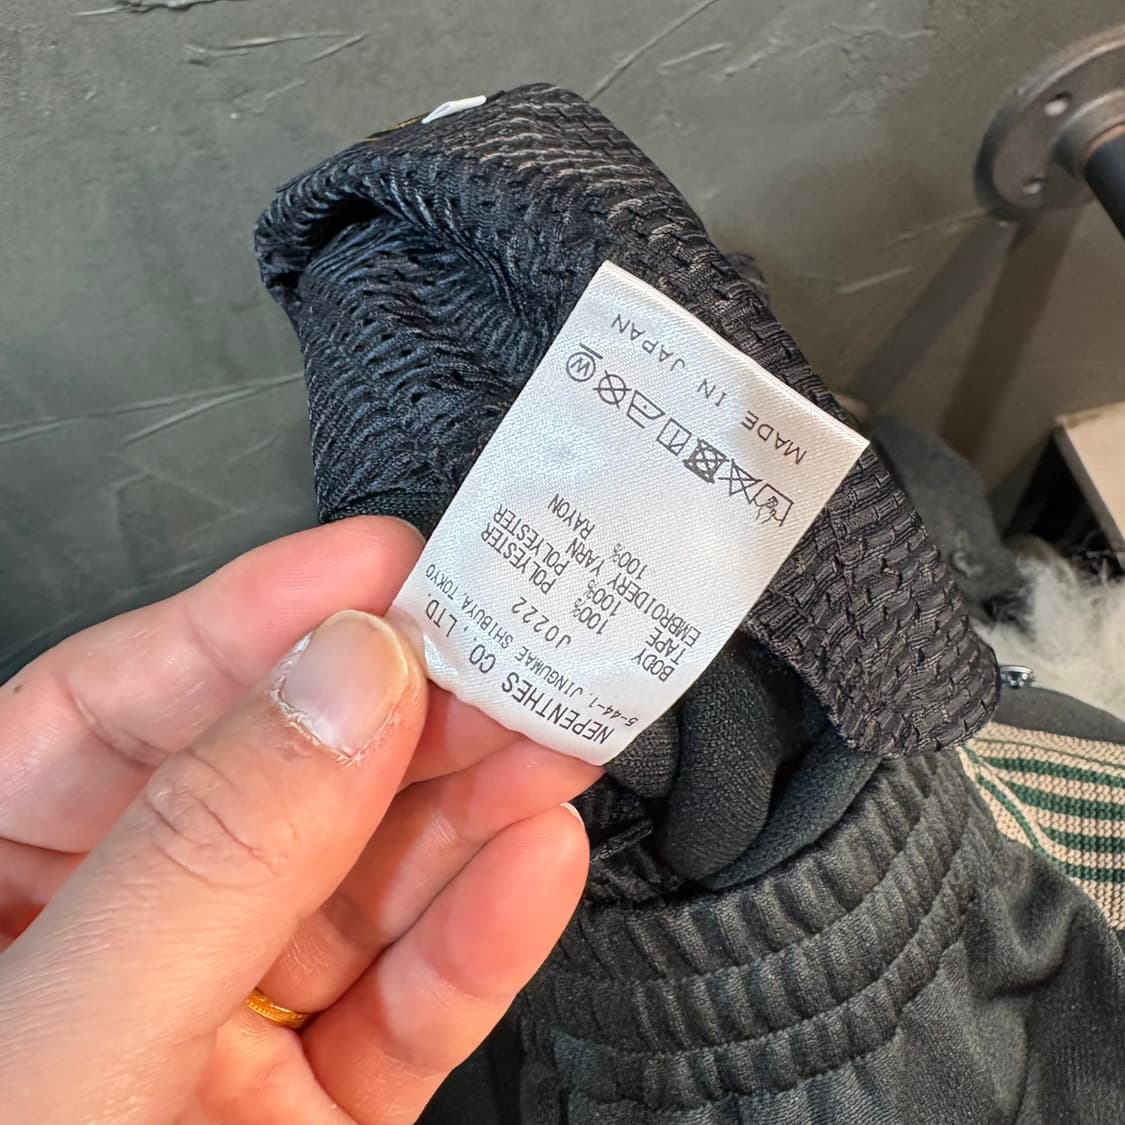 NEPENTHES CO., LTD.
5-44-1, JINGUMAE SHIBUYA, TOKYO
J0222
BODY 100% POLYESTER
TAPE 100% POLYESTER
EMBROIDERY YARN
100% RAYON
W
MADE IN JAPAN